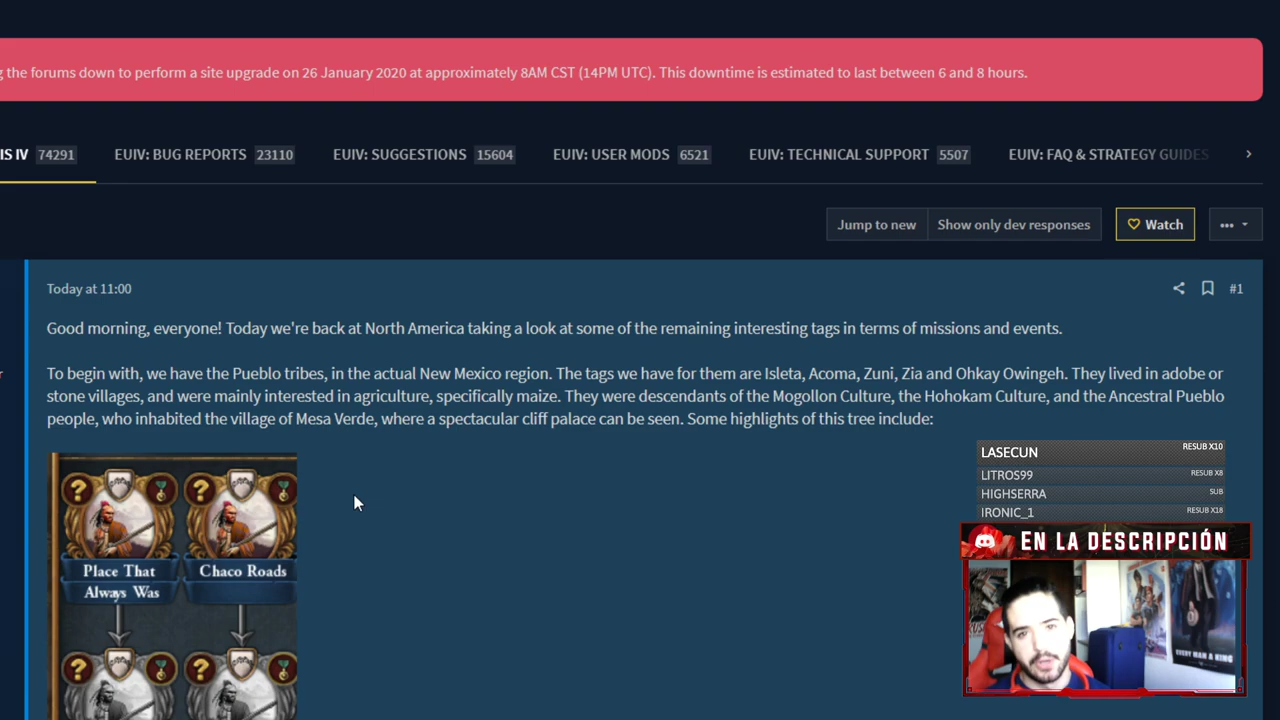 g the forums down to perform a site upgrade on 26 January 2020 at approximately 8AM CST (14PM UTC). This downtime is estimated to last between 6 and 8 hours.
IS IV 74291 EUIV: BUG REPORTS 23110 EUIV: SUGGESTIONS 15604 EUIV: USER MODS 6521 EUIV: TECHNICAL SUPPORT 5507 EUIV: FAQ & STRATEGY GUIDES
Jump to new Show only dev responses Watch
Today at 11:00 #1
Good morning, everyone! Today we're back at North America taking a look at some of the remaining interesting tags in terms of missions and events.
To begin with, we have the Pueblo tribes, in the actual New Mexico region. The tags we have for them are Isleta, Acoma, Zuni, Zia and Ohkay Owingeh. They lived in adobe or
stone villages, and were mainly interested in agriculture, specifically maize. They were descendants of the Mogollon Culture, the Hohokam Culture, and the Ancestral Pueblo
people, who inhabited the village of Mesa Verde, where a spectacular cliff palace can be seen. Some highlights of this tree include:
LASECUN RESUB X10
LITROS99 RESUB X8
HIGHSERRA SUB
IRONIC_1 RESUB X18
EN LA DESCRIPCIÓN
Place That
Always Was
Chaco Roads
EVERY MAN A KING